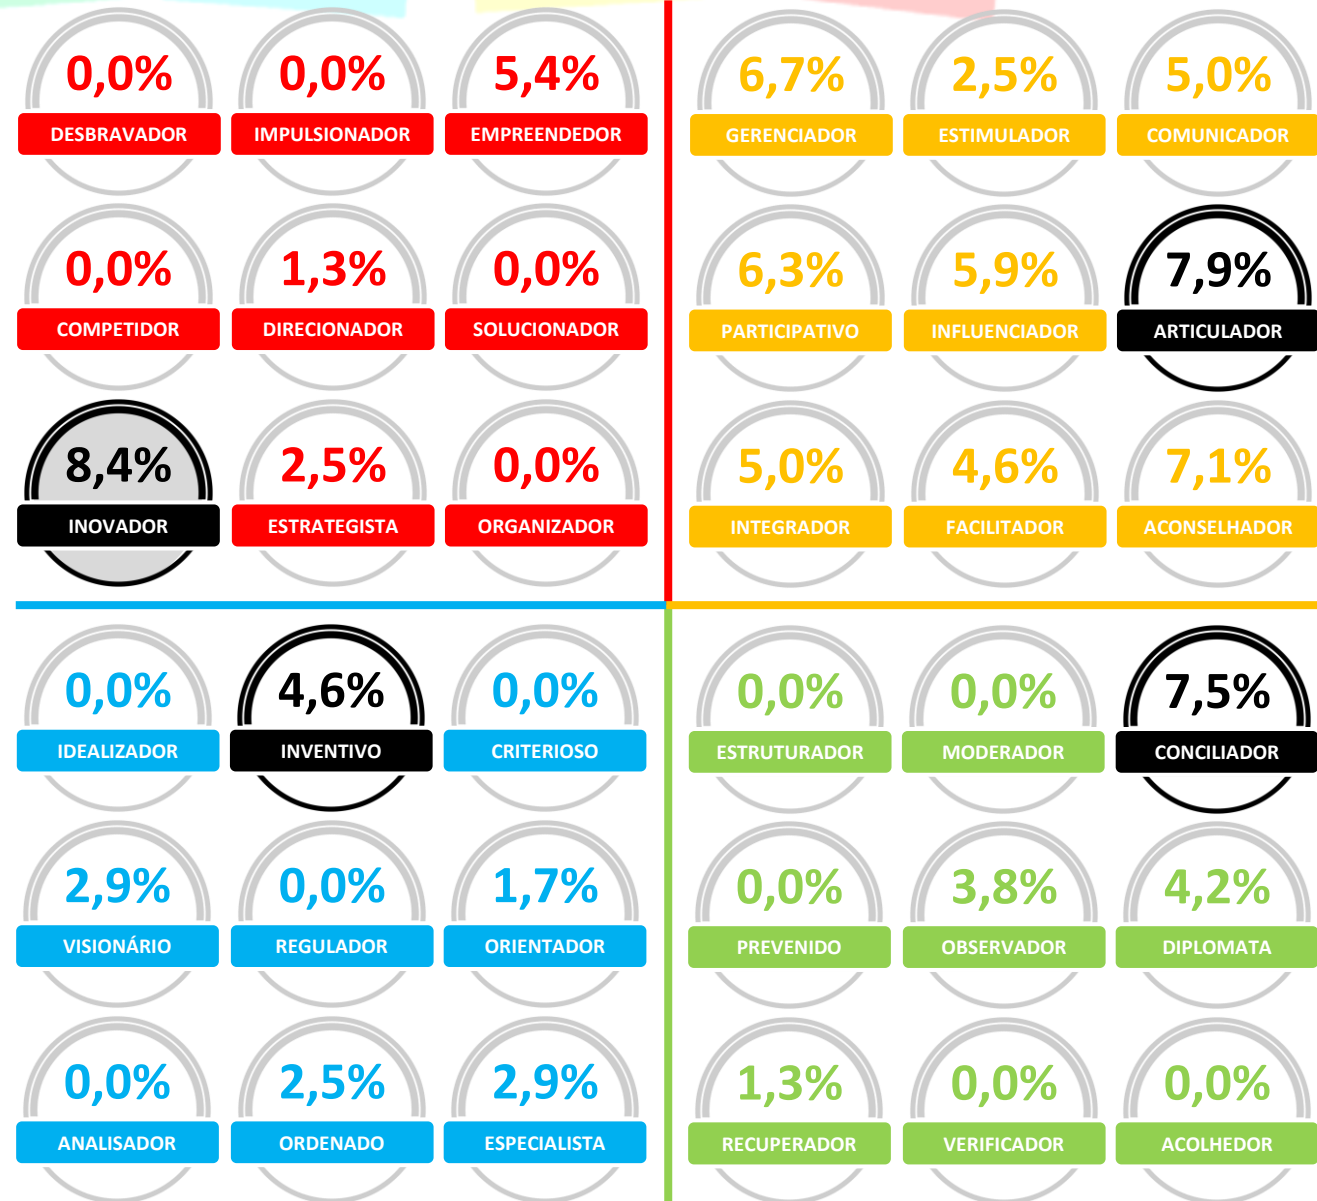 0,0% 0,0% 5,4% 6,7% 2,5% 5,0%
DESBRAVADOR IMPULSIONADOR EMPREENDEDOR GERENCIADOR ESTIMULADOR COMUNICADOR
0,0% 1,3% 0,0% 6,3% 5,9% 7,9%
COMPETIDOR DIRECIONADOR SOLUCIONADOR PARTICIPATIVO INFLUENCIADOR ARTICULADOR
8,4% 2,5% 0,0% 5,0% 4,6% 7,1%
INOVADOR ESTRATEGISTA ORGANIZADOR INTEGRADOR FACILITADOR ACONSELHADOR
0,0% 4,6% 0,0% 0,0% 0,0% 7,5%
IDEALIZADOR INVENTIVO CRITERIOSO ESTRUTURADOR MODERADOR CONCILIADOR
2,9% 0,0% 1,7% 0,0% 3,8% 4,2%
VISIONÁRIO REGULADOR ORIENTADOR PREVENIDO OBSERVADOR DIPLOMATA
0,0% 2,5% 2,9% 1,3% 0,0% 0,0%
ANALISADOR ORDENADO ESPECIALISTA RECUPERADOR VERIFICADOR ACOLHEDOR